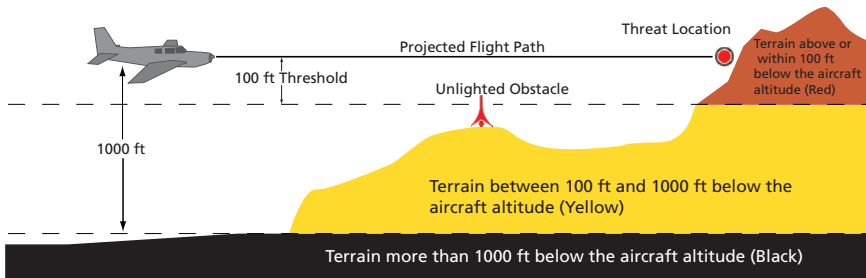 Threat Location
Projected Flight Path
Terrain above or
within 100 ft
below the aircraft
altitude (Red)
100 ft Threshold
Unlighted Obstacle
1000 ft
Terrain between 100 ft and 1000 ft below the
aircraft altitude (Yellow)
Terrain more than 1000 ft below the aircraft altitude (Black)